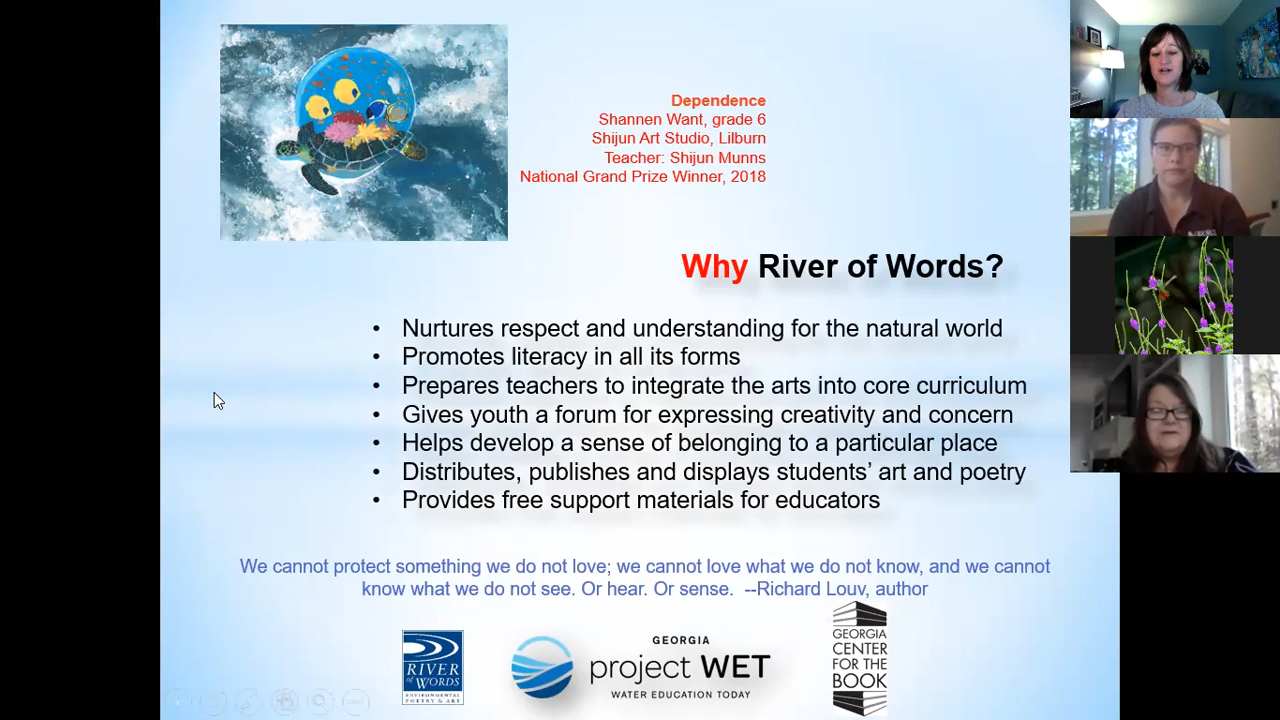 Dependence
Shannen Want, grade 6
Shijun Art Studio, Lilburn
Teacher: Shijun Munns
National Grand Prize Winner, 2018
Why River of Words?
• Nurtures respect and understanding for the natural world
• Promotes literacy in all its forms
• Prepares teachers to integrate the arts into core curriculum
• Gives youth a forum for expressing creativity and concern
• Helps develop a sense of belonging to a particular place
• Distributes, publishes and displays students’ art and poetry
• Provides free support materials for educators
We cannot protect something we do not love; we cannot love what we do not know, and we cannot
know what we do not see. Or hear. Or sense. --Richard Louv, author
RIVER
of WORDS
ENVIRONMENTAL
POETRY & ART
GEORGIA
project WET
WATER EDUCATION TODAY
GEORGIA
CENTER
FOR THE
BOOK